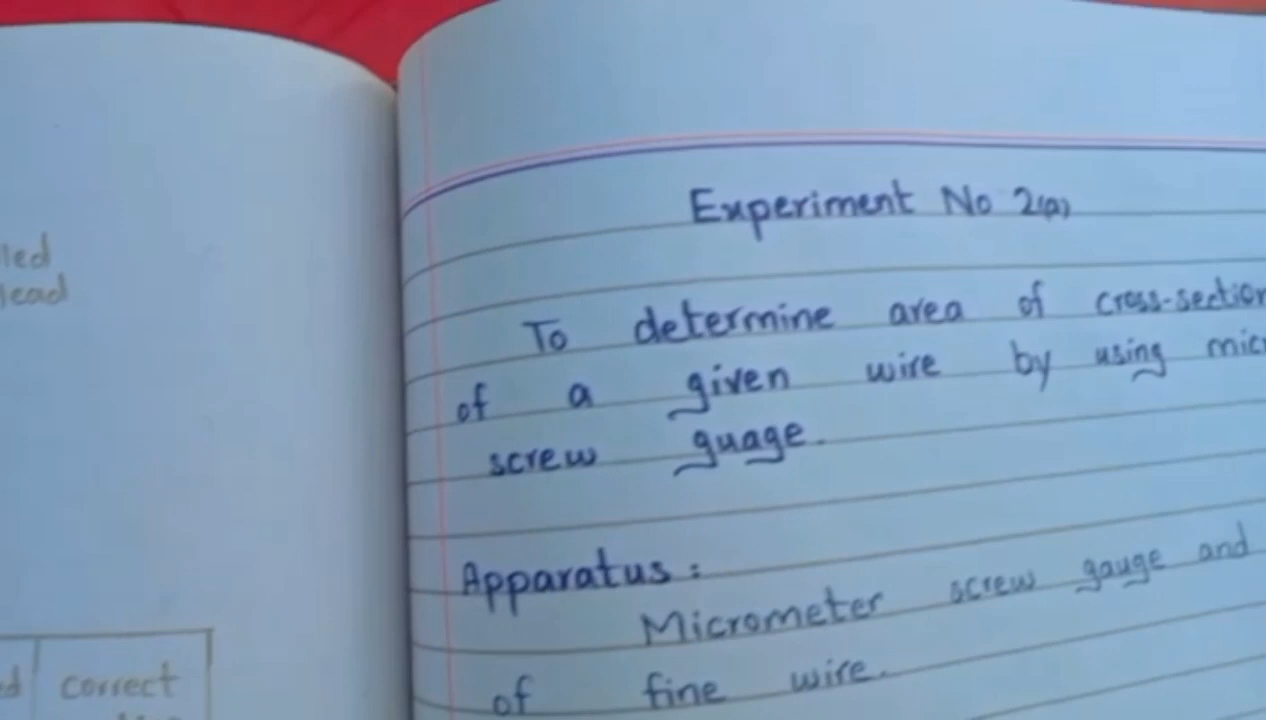 led
lead
correct
Experiment No 2(a)
To determine area of cross-section
of a given wire by using mic
screw guage.
Apparatus :
Micrometer screw gauge and
of fine wire.